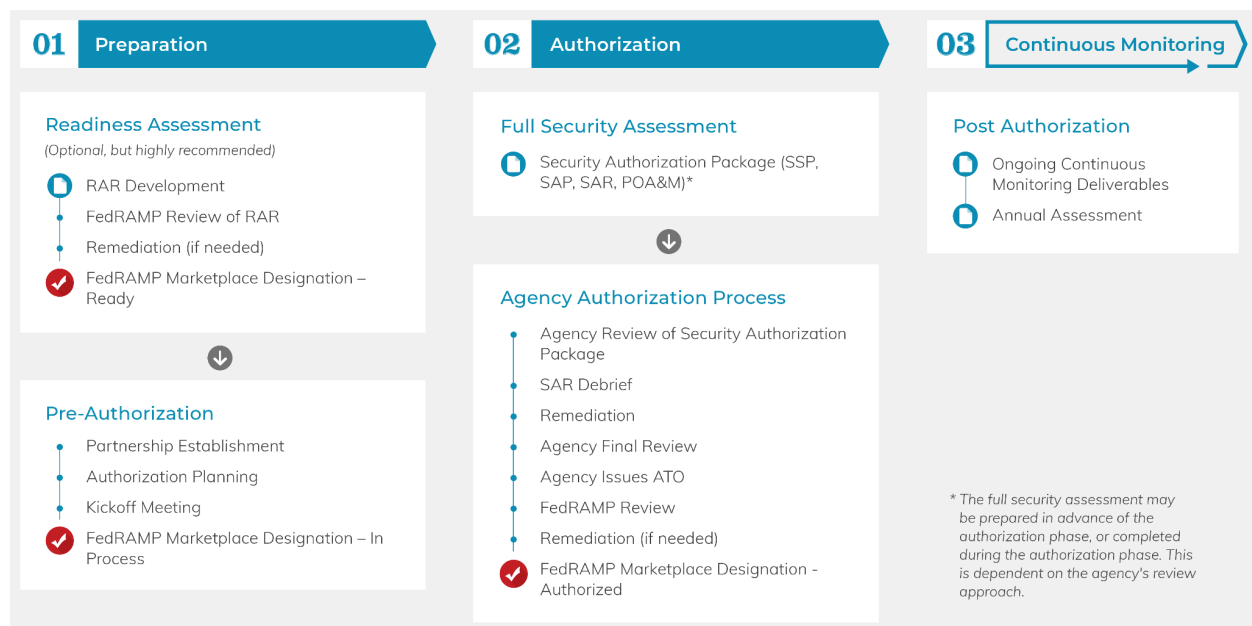 01 Preparation
Readiness Assessment
(Optional, but highly recommended)
RAR Development
FedRAMP Review of RAR
Remediation (if needed)
FedRAMP Marketplace Designation –
Ready
Pre-Authorization
Partnership Establishment
Authorization Planning
Kickoff Meeting
FedRAMP Marketplace Designation – In
Process
02 Authorization
Full Security Assessment
Security Authorization Package (SSP,
SAP, SAR, POA&M)*
Agency Authorization Process
Agency Review of Security Authorization
Package
SAR Debrief
Remediation
Agency Final Review
Agency Issues ATO
FedRAMP Review
Remediation (if needed)
FedRAMP Marketplace Designation -
Authorized
03 Continuous Monitoring
Post Authorization
Ongoing Continuous
Monitoring Deliverables
Annual Assessment
* The full security assessment may
be prepared in advance of the
authorization phase, or completed
during the authorization phase. This
is dependent on the agency's review
approach.